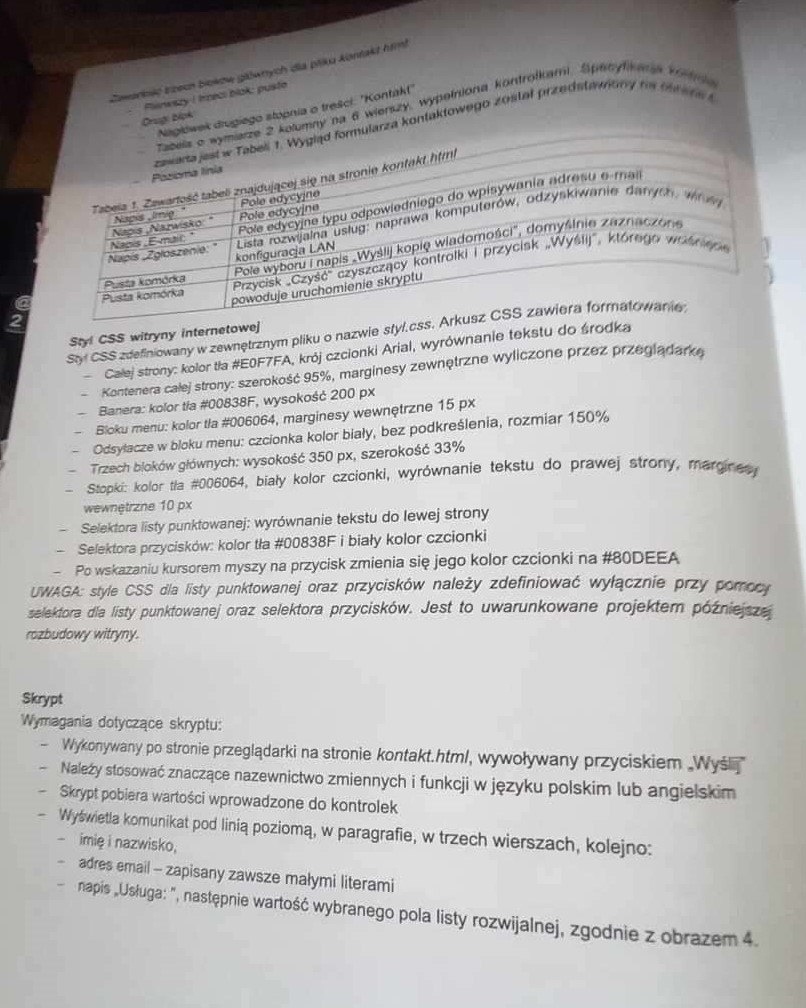 Zawartość trzech bloków głównych dla pliku kontakt.html
– Pierwszy i trzeci blok: puste
– Drugi blok:
– Nagłówek drugiego stopnia o treści: "Kontakt"
– Tabela o wymiarze 2 kolumny na 6 wierszy, wypełniona kontrolkami. Specyfikacja kontrolek
zawarta jest w Tabeli 1. Wygląd formularza kontaktowego został przedstawiony na obrazie 4.
– Pozioma linia
Tabela 1. Zawartość tabeli znajdującej się na stronie kontakt.html
Napis „Imię: " Pole edycyjne
Napis „Nazwisko: " Pole edycyjne
Napis „E-mail: " Pole edycyjne typu odpowiedniego do wpisywania adresu e-mail
Napis „Zgłoszenie: " Lista rozwijalna usług: naprawa komputerów, odzyskiwanie danych, wirusy,
konfiguracja LAN
Pusta komórka Pole wyboru i napis „Wyślij kopię wiadomości", domyślnie zaznaczone
Pusta komórka Przycisk „Czyść" czyszczący kontrolki i przycisk „Wyślij", którego wciśnięcie
powoduje uruchomienie skryptu
@
2
Styl CSS witryny internetowej
Styl CSS zdefiniowany w zewnętrznym pliku o nazwie styl.css. Arkusz CSS zawiera formatowanie:
– Całej strony: kolor tła #E0F7FA, krój czcionki Arial, wyrównanie tekstu do środka
– Kontenera całej strony: szerokość 95%, marginesy zewnętrzne wyliczone przez przeglądarkę
– Banera: kolor tła #00838F, wysokość 200 px
– Bloku menu: kolor tła #006064, marginesy wewnętrzne 15 px
– Odsyłacze w bloku menu: czcionka kolor biały, bez podkreślenia, rozmiar 150%
– Trzech bloków głównych: wysokość 350 px, szerokość 33%
– Stopki: kolor tła #006064, biały kolor czcionki, wyrównanie tekstu do prawej strony, marginesy
wewnętrzne 10 px
– Selektora listy punktowanej: wyrównanie tekstu do lewej strony
– Selektora przycisków: kolor tła #00838F i biały kolor czcionki
– Po wskazaniu kursorem myszy na przycisk zmienia się jego kolor czcionki na #80DEEA
UWAGA: style CSS dla listy punktowanej oraz przycisków należy zdefiniować wyłącznie przy pomocy
selektora dla listy punktowanej oraz selektora przycisków. Jest to uwarunkowane projektem późniejszej
rozbudowy witryny.
Skrypt
Wymagania dotyczące skryptu:
– Wykonywany po stronie przeglądarki na stronie kontakt.html, wywoływany przyciskiem „Wyślij"
– Należy stosować znaczące nazewnictwo zmiennych i funkcji w języku polskim lub angielskim
– Skrypt pobiera wartości wprowadzone do kontrolek
– Wyświetla komunikat pod linią poziomą, w paragrafie, w trzech wierszach, kolejno:
– imię i nazwisko,
– adres email – zapisany zawsze małymi literami
– napis „Usługa: ", następnie wartość wybranego pola listy rozwijalnej, zgodnie z obrazem 4.